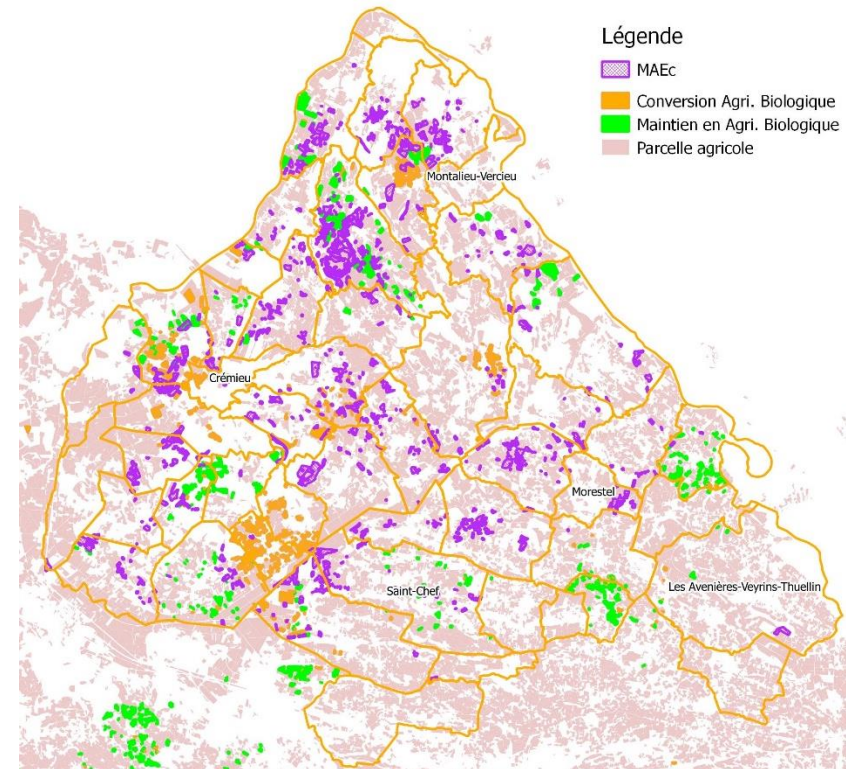 Légende
MAEc
Conversion Agri. Biologique
Maintien en Agri. Biologique
Parcelle agricole
Montalieu-Vercieu
Crémieu
Morestel
Saint-Chef
Les Avenières-Veyrins-Thuellin